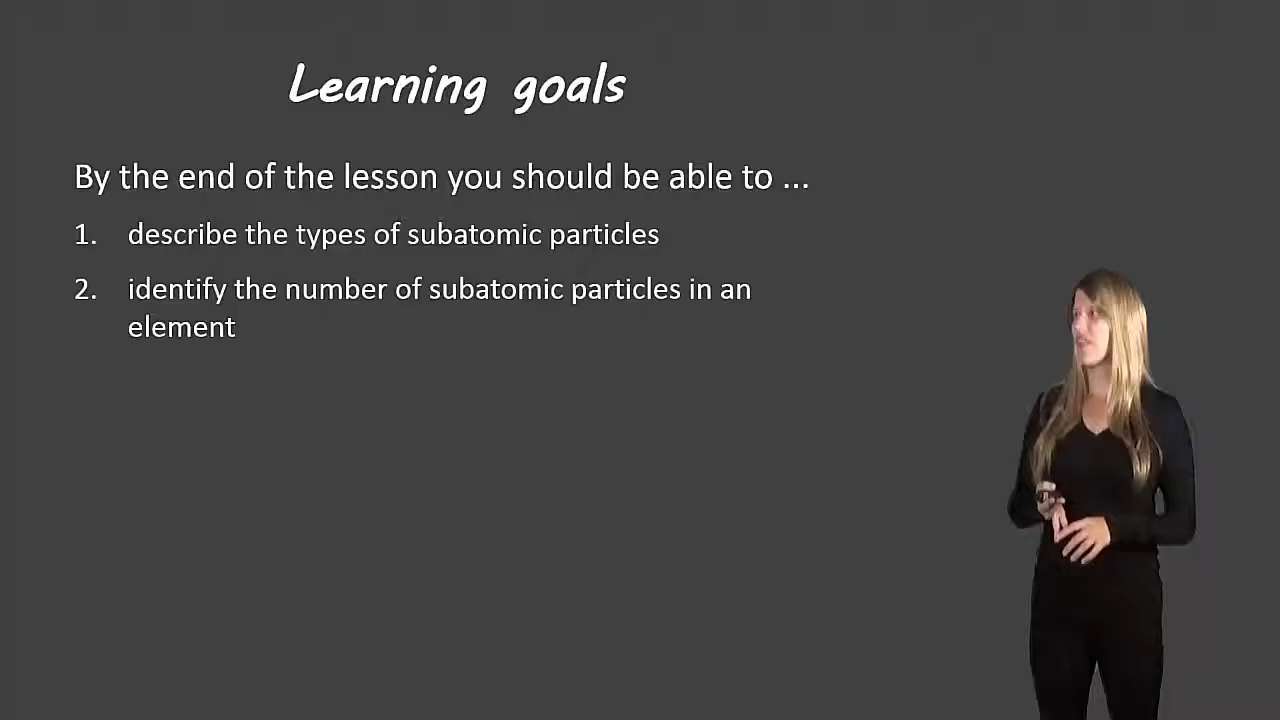 Learning goals
By the end of the lesson you should be able to ...
1. describe the types of subatomic particles
2. identify the number of subatomic particles in an
element